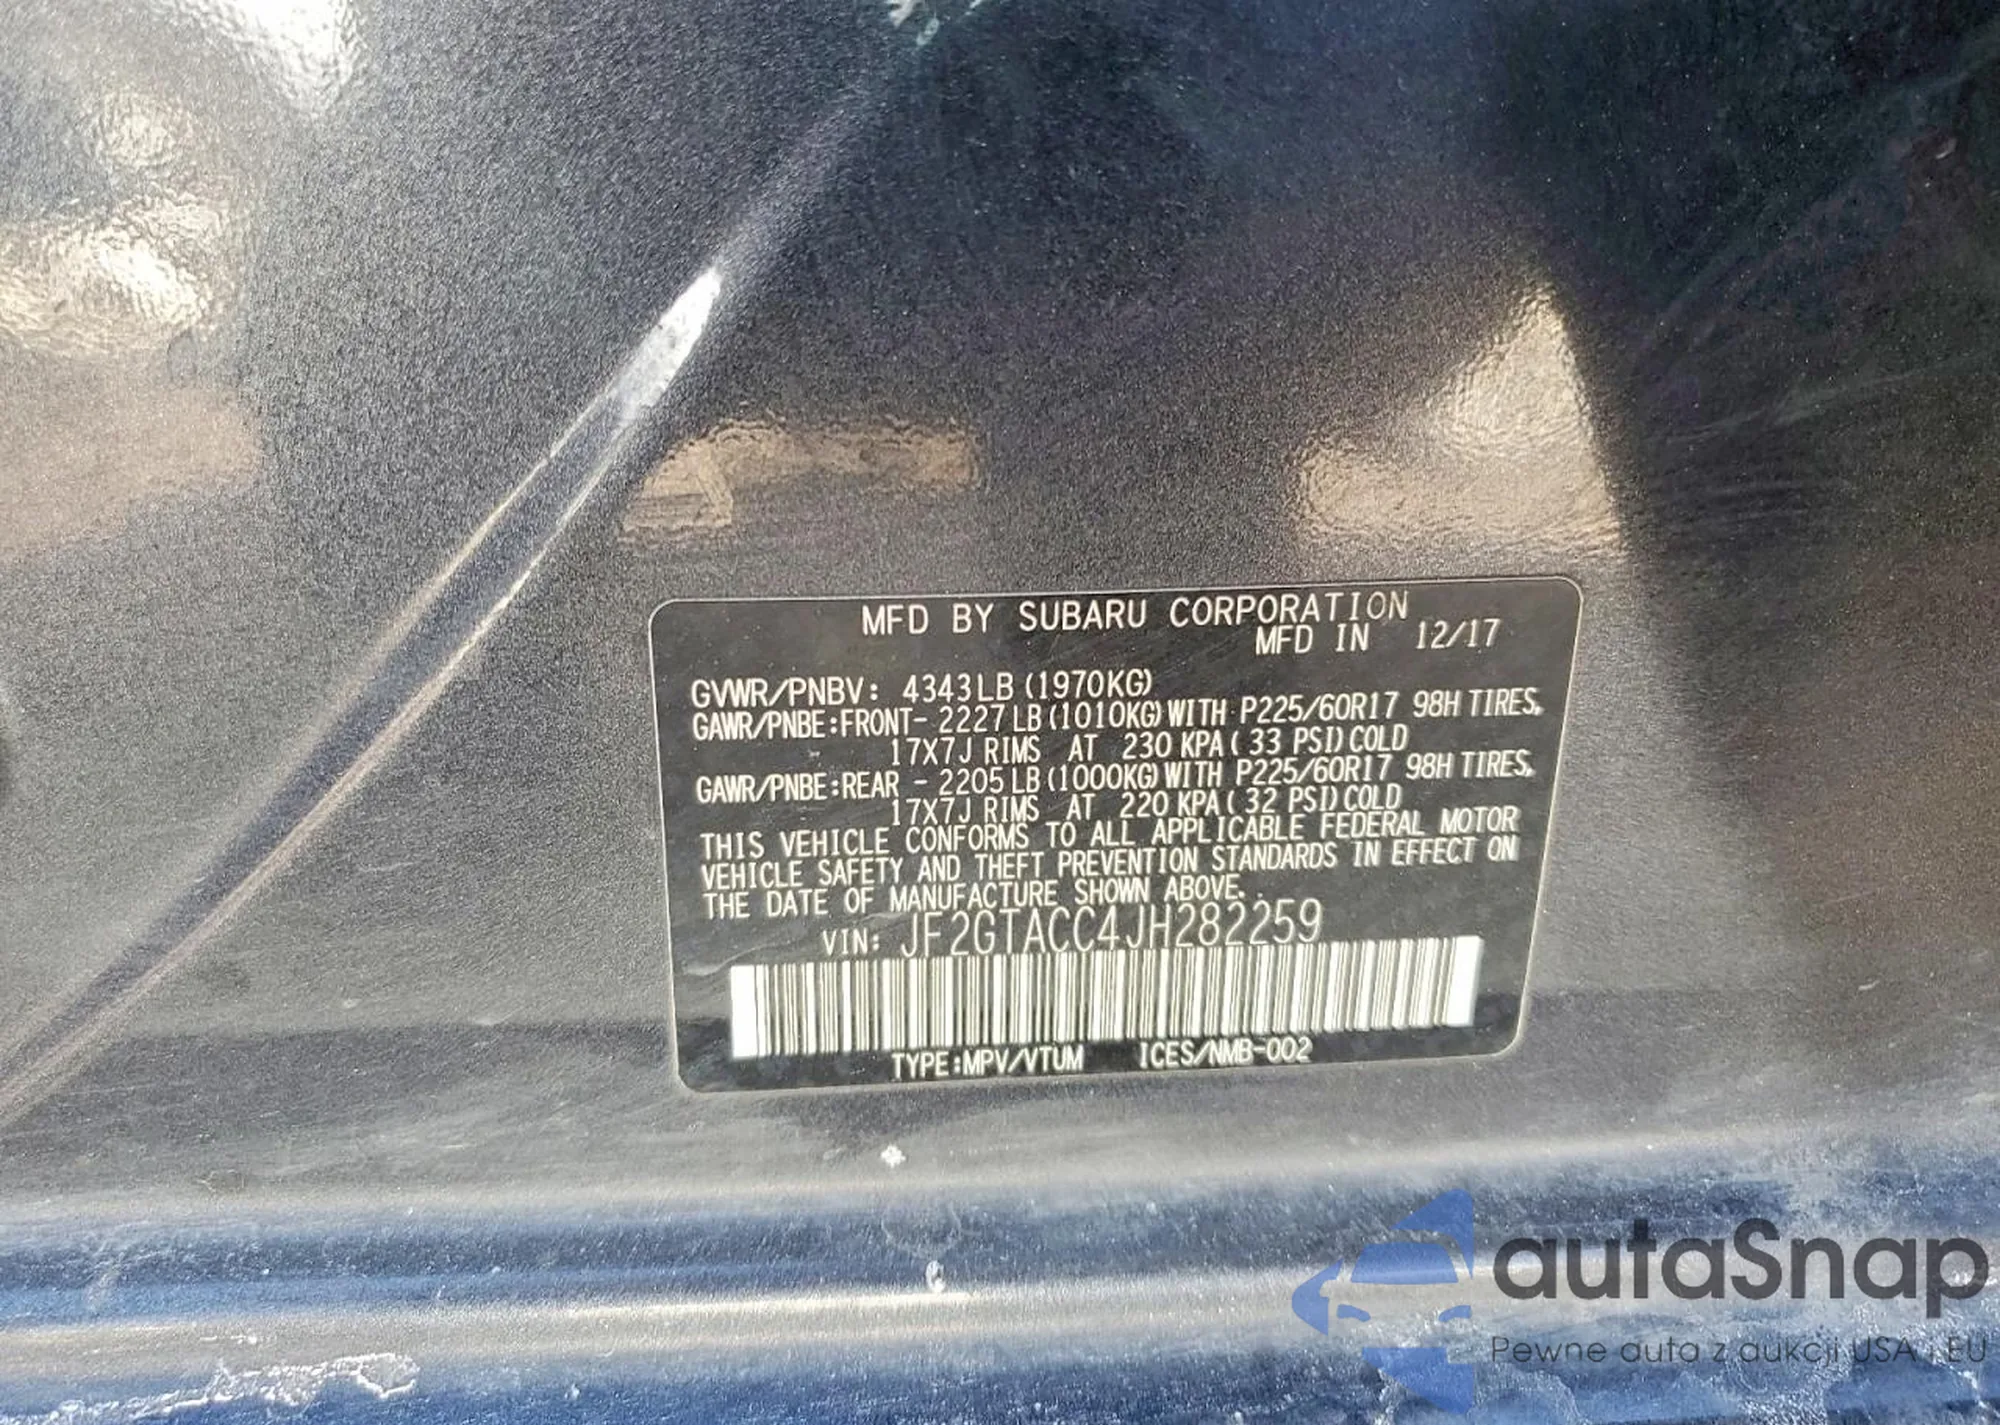 MFD BY SUBARU CORPORATION
MFD IN 12/17
GVWR/PNBV: 4343LB (1970KG)
GAWR/PNBE:FRONT- 2227LB (1010KG) WITH P225/60R17 98H TIRES,
17X7J RIMS AT 230 KPA ( 33 PSI) COLD
GAWR/PNBE:REAR - 2205LB (1000KG) WITH P225/60R17 98H TIRES,
17X7J RIMS AT 220 KPA ( 32 PSI) COLD
THIS VEHICLE CONFORMS TO ALL APPLICABLE FEDERAL MOTOR
VEHICLE SAFETY AND THEFT PREVENTION STANDARDS IN EFFECT ON
THE DATE OF MANUFACTURE SHOWN ABOVE.
VIN: JF2GTACC4JH282259
TYPE:MPV/VTUM ICES/NMB-002
autaSnap
Pewne auta z aukcji USA i EU